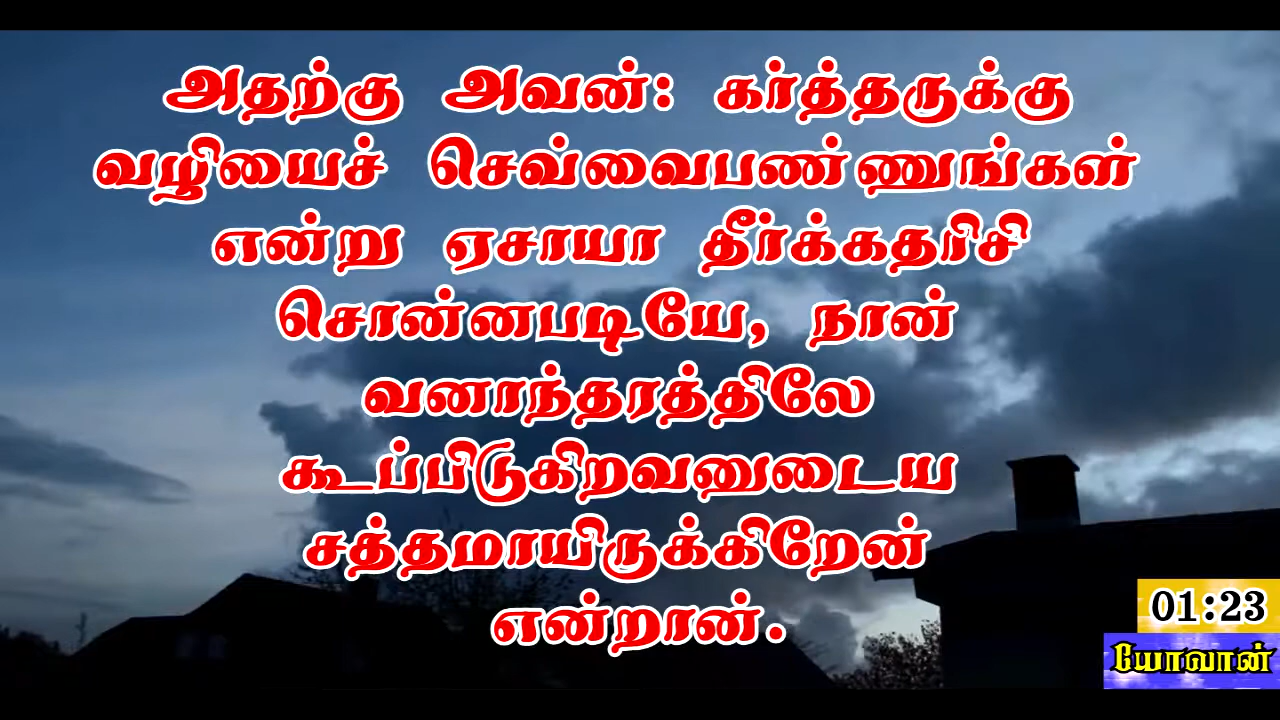 அதற்கு அவன்: கர்த்தருக்கு
வழியைச் செவ்வைபண்ணுங்கள்
என்று ஏசாயா தீர்க்கதரிசி
சொன்னபடியே, நான்
வனாந்தரத்திலே
கூப்பிடுகிறவனுடைய
சத்தமாயிருக்கிறேன்
என்றான்.
01:23
யோவான்